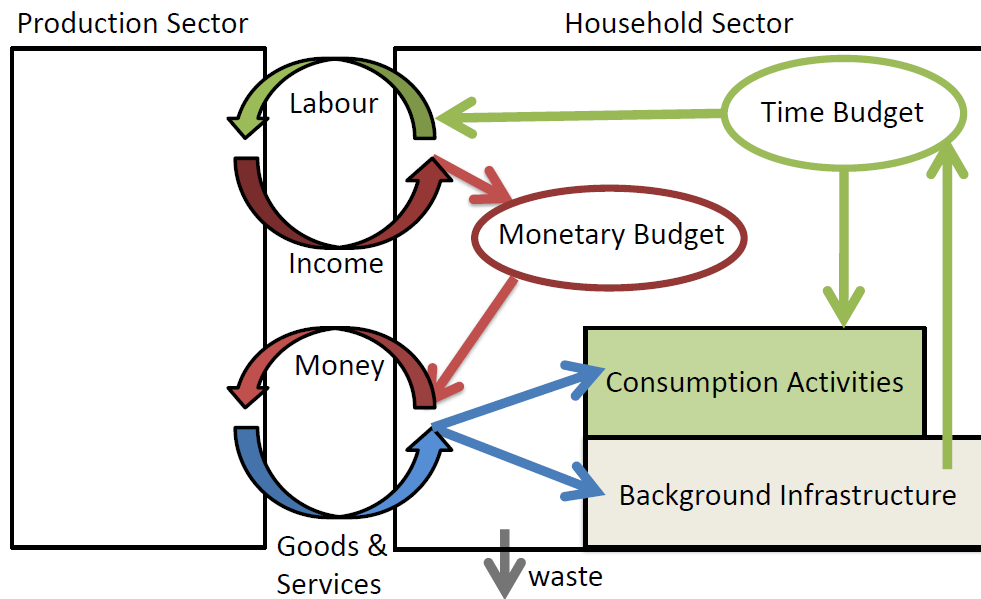 Production Sector
Household Sector
Labour
Time Budget
Monetary Budget
Income
Money
Consumption Activities
Background Infrastructure
Goods &
Services
waste